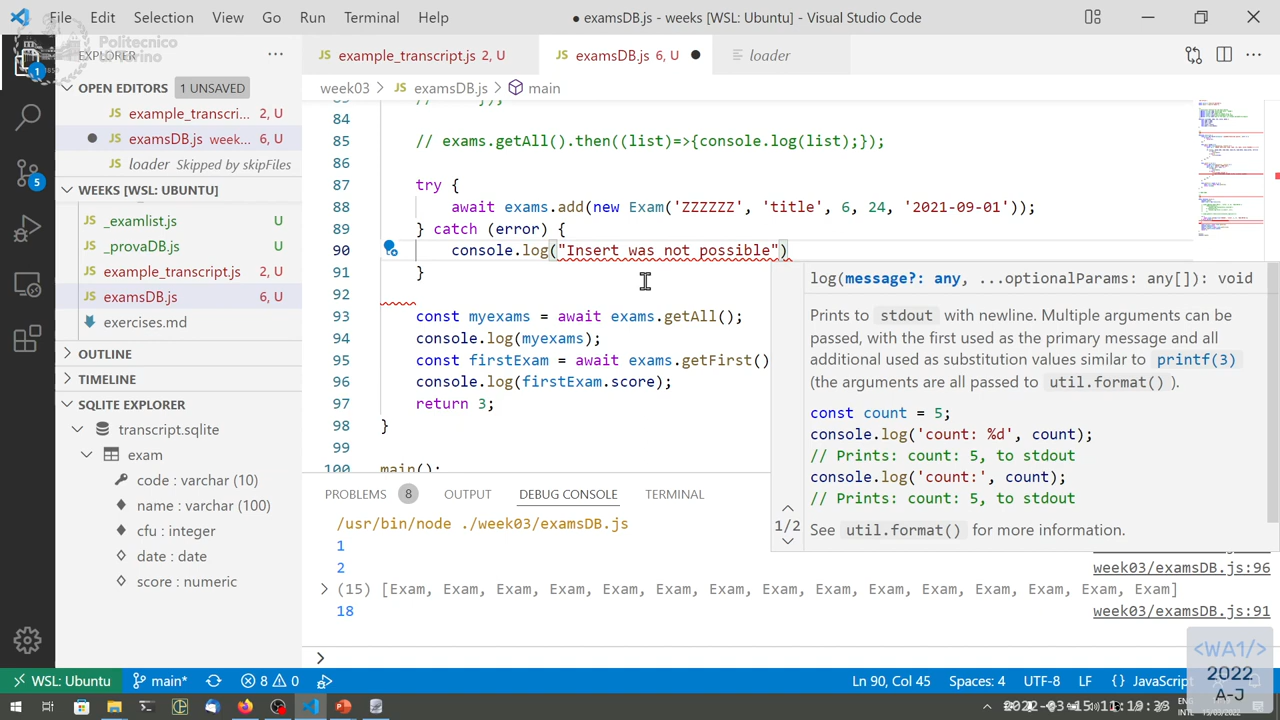 File Edit Selection View Go Run Terminal Help
● examsDB.js - weeks [WSL: Ubuntu] - Visual Studio Code
Politecnico
EXPLORER
JS example_transcript.js 2, U
JS examsDB.js 6, U ●
loader
OPEN EDITORS 1 UNSAVED
JS example_transcri... 2, U
● JS examsDB.js week... 6, U
loader Skipped by skipFiles
WEEKS [WSL: UBUNTU]
JS _examlist.js U
JS _provaDB.js U
JS example_transcript.js 2, U
JS examsDB.js 6, U
exercises.md
OUTLINE
TIMELINE
SQLITE EXPLORER
transcript.sqlite
exam
code : varchar (10)
name : varchar (100)
cfu : integer
date : date
score : numeric
1
5
week03 > JS examsDB.js > main
84
85 // exams.getAll().then((list)=>{console.log(list);});
86
87 try {
88 await exams.add(new Exam('ZZZZZZ', 'title' 6, 24, '2021-09-01'));
89 } catch (error) {
90 console.log("Insert was not possible")
91 }
92
93 const myexams = await exams.getAll();
94 console.log(myexams);
95 const firstExam = await exams.getFirst()
96 console.log(firstExam.score);
97 return 3;
98 }
99
100 main();
log(message?: any, ...optionalParams: any[]): void
Prints to stdout with newline. Multiple arguments can be
passed, with the first used as the primary message and all
additional used as substitution values similar to printf(3)
(the arguments are all passed to util.format() ).
const count = 5;
console.log('count: %d', count);
// Prints: count: 5, to stdout
console.log('count:', count);
// Prints: count: 5, to stdout
See util.format() for more information.
1/2
PROBLEMS 8 OUTPUT DEBUG CONSOLE TERMINAL
/usr/bin/node ./week03/examsDB.js
1
2
week03/examsDB.js:96
(15) [Exam, Exam, Exam, Exam, Exam, Exam, Exam, Exam, Exam, Exam, Exam, Exam, Exam, Exam, Exam]
18
week03/examsDB.js:91
<WA1/>
2022
A-J
WSL: Ubuntu main* 8 0
Ln 90, Col 45 Spaces: 4 UTF-8 LF {} JavaScript
ENG
INTL